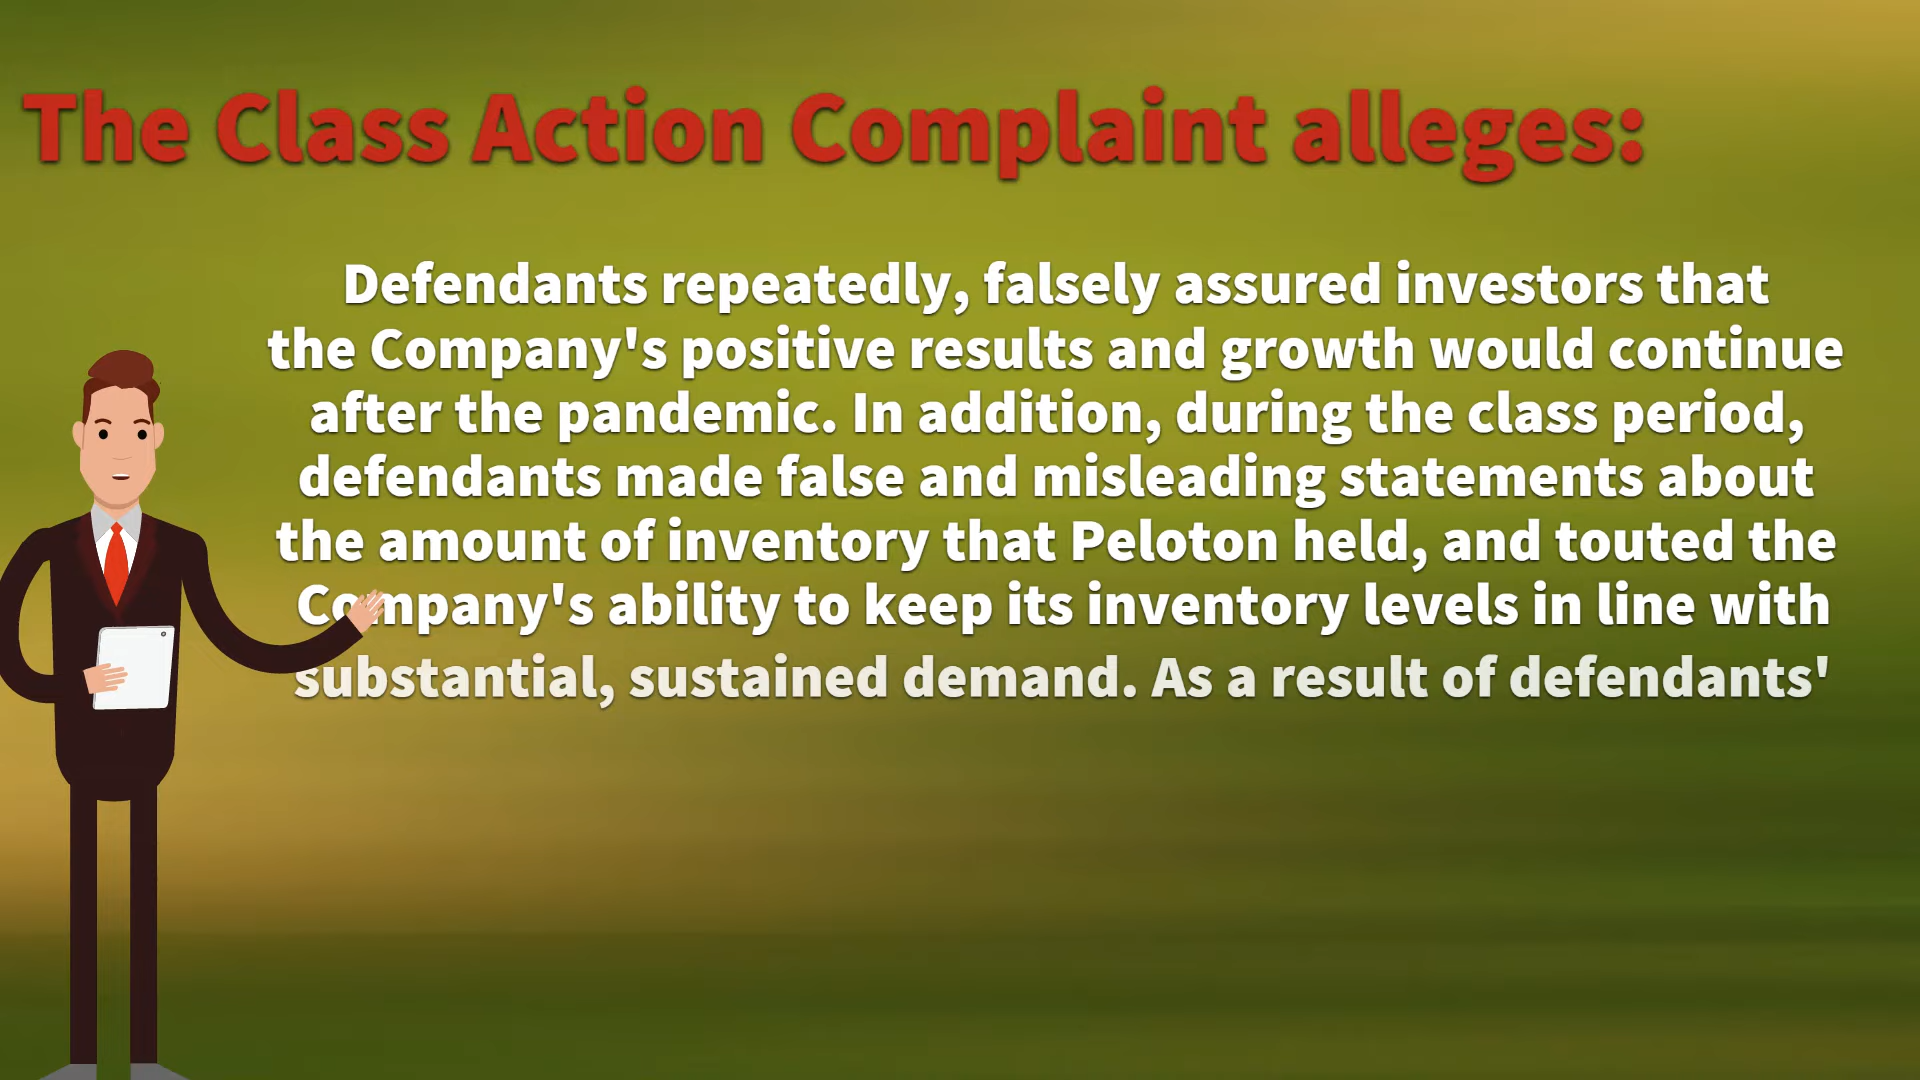 The Class Action Complaint alleges:
Defendants repeatedly, falsely assured investors that
the Company's positive results and growth would continue
after the pandemic. In addition, during the class period,
defendants made false and misleading statements about
the amount of inventory that Peloton held, and touted the
Company's ability to keep its inventory levels in line with
substantial, sustained demand. As a result of defendants'